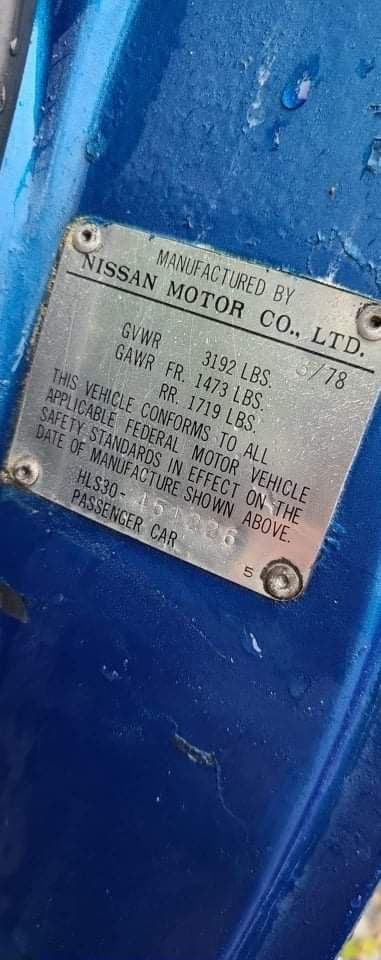 MANUFACTURED BY
NISSAN MOTOR CO., LTD.
/78
GVWR 3192 LBS.
GAWR FR. 1473 LBS.
RR. 1719 LBS.
THIS VEHICLE CONFORMS TO ALL
APPLICABLE FEDERAL MOTOR VEHICLE
SAFETY STANDARDS IN EFFECT ON THE
DATE OF MANUFACTURE SHOWN ABOVE.
HLS30-
PASSENGER CAR
5